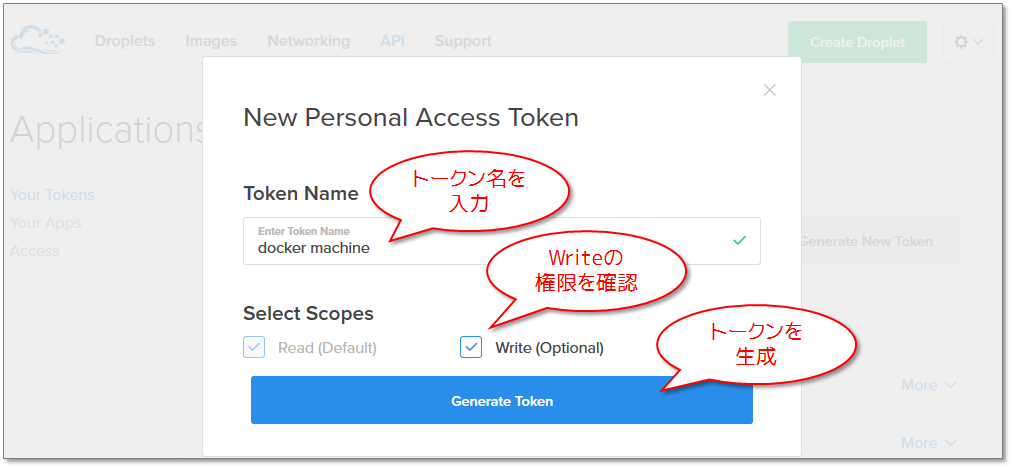 Droplets Images Networking API Support Create Droplet
New Personal Access Token
Applications
トークン名を
入力
Token Name
Your Tokens
Enter Token Name
docker machine
Your Apps
Access
Generate New Token
Writeの
権限を確認
Select Scopes
Read (Default) Write (Optional)
トークンを
生成
Generate Token
More
More